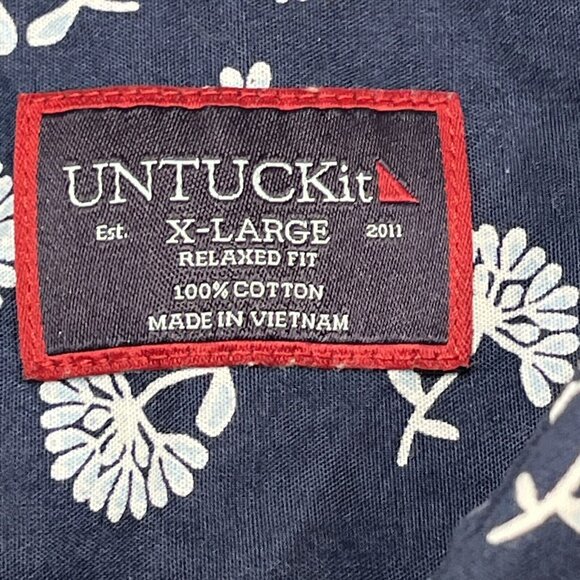 UNTUCKit
Est. X-LARGE 2011
RELAXED FIT
100% COTTON
MADE IN VIETNAM